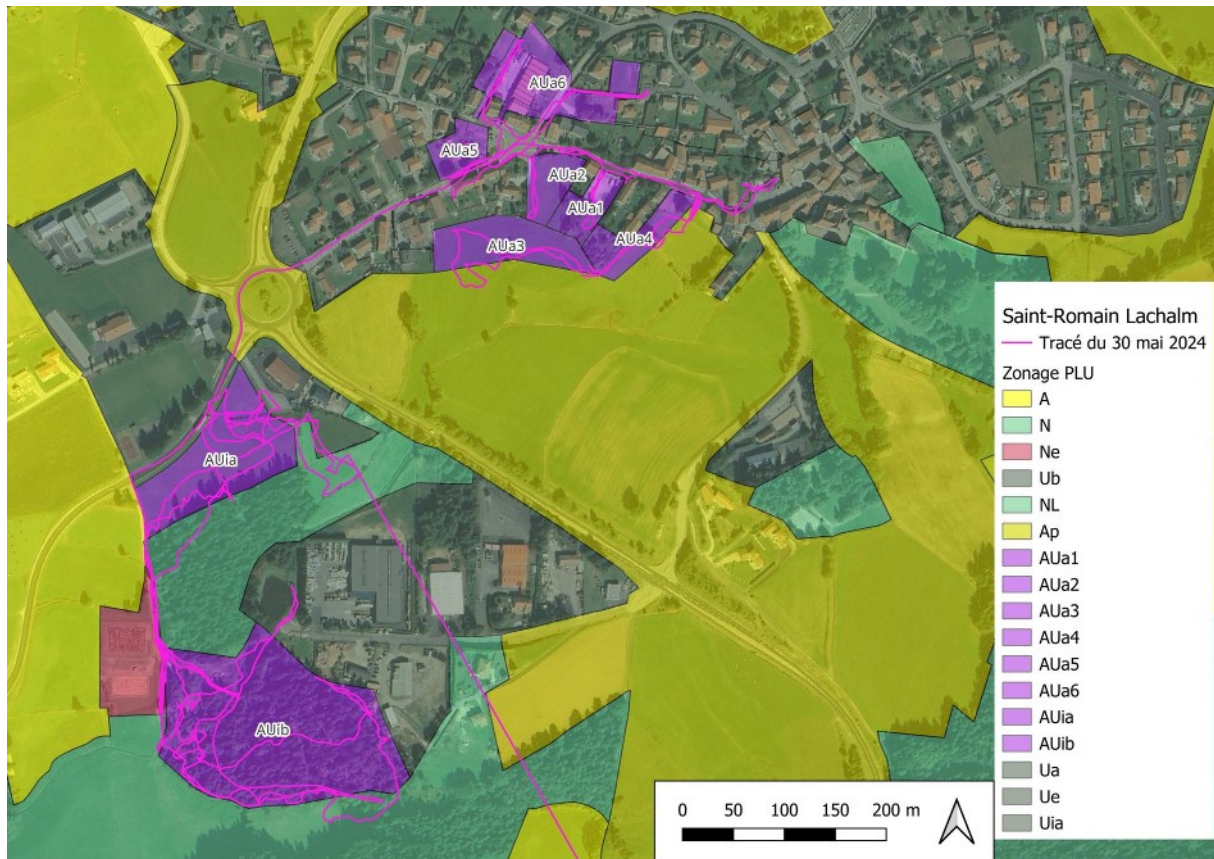 AUa6
AUa5
AUa2
AUa1
AUa3
AUa4
AUia
AUib
Saint-Romain Lachalm
Tracé du 30 mai 2024
Zonage PLU
A
N
Ne
Ub
NL
Ap
AUa1
AUa2
AUa3
AUa4
AUa5
AUa6
AUia
AUib
Ua
Ue
Uia
0 50 100 150 200 m